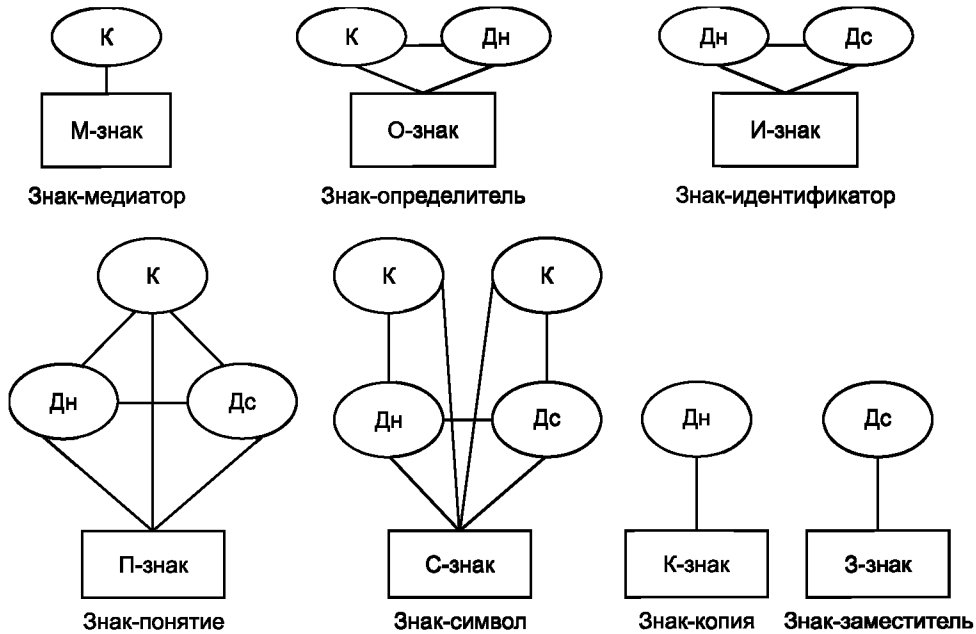 К К Дн Дн Дс
М-знак О-знак И-знак
Знак-медиатор Знак-определитель Знак-идентификатор
К К К
Дн Дс Дн Дс Дн Дс
П-знак С-знак К-знак З-знак
Знак-понятие Знак-символ Знак-копия Знак-заместитель